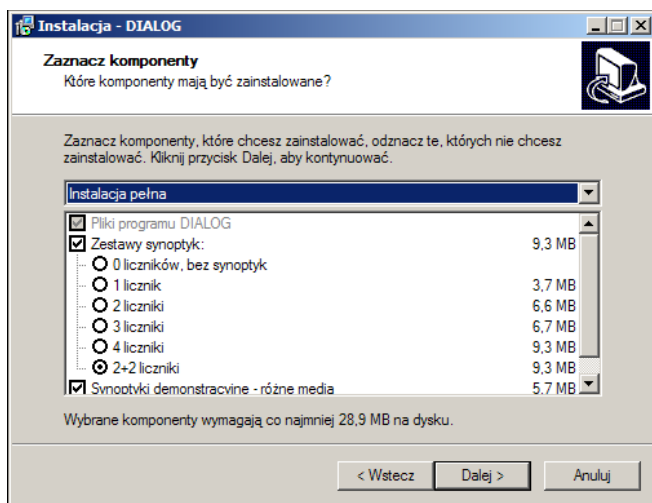 Instalacja - DIALOG
Zaznacz komponenty
Które komponenty mają być zainstalowane?
Zaznacz komponenty, które chcesz zainstalować, odznacz te, których nie chcesz
zainstalować. Kliknij przycisk Dalej, aby kontynuować.
Instalacja pełna
Pliki programu DIALOG
Zestawy synoptyk: 9,3 MB
0 liczników, bez synoptyk
1 licznik 3,7 MB
2 liczniki 6,6 MB
3 liczniki 6,7 MB
4 liczniki 9,3 MB
2+2 liczniki 9,3 MB
Synoptyki demonstracyjne - różne media 5,7 MB
Wybrane komponenty wymagają co najmniej 28,9 MB na dysku.
< Wstecz Dalej > Anuluj